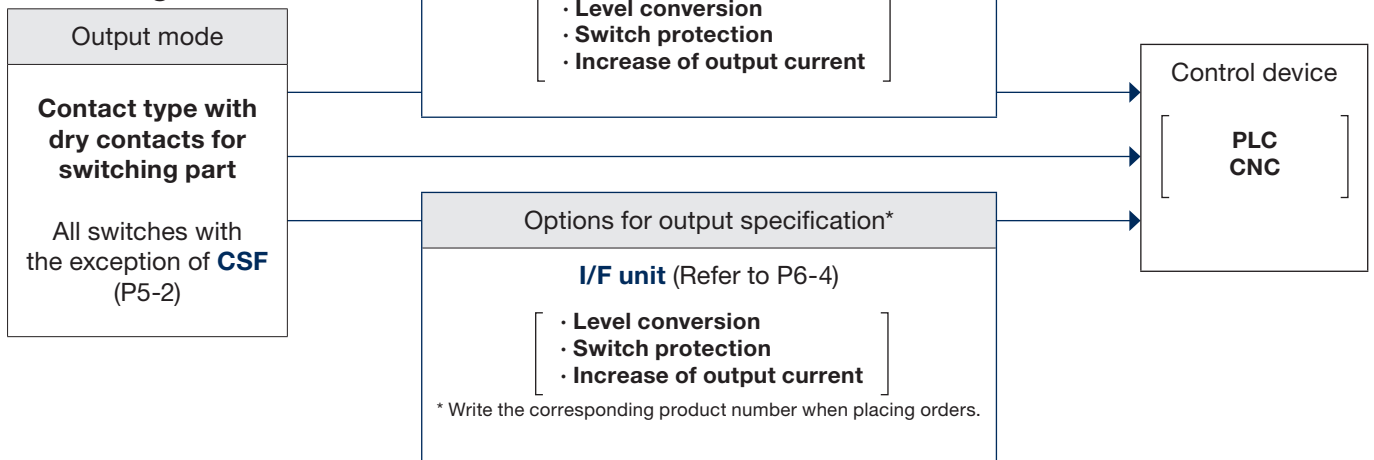 Output mode
Contact type with
dry contacts for
switching part
All switches with
the exception of CSF
(P5-2)
· Level conversion
· Switch protection
· Increase of output current
Options for output specification*
I/F unit (Refer to P6-4)
· Level conversion
· Switch protection
· Increase of output current
* Write the corresponding product number when placing orders.
Control device
PLC
CNC